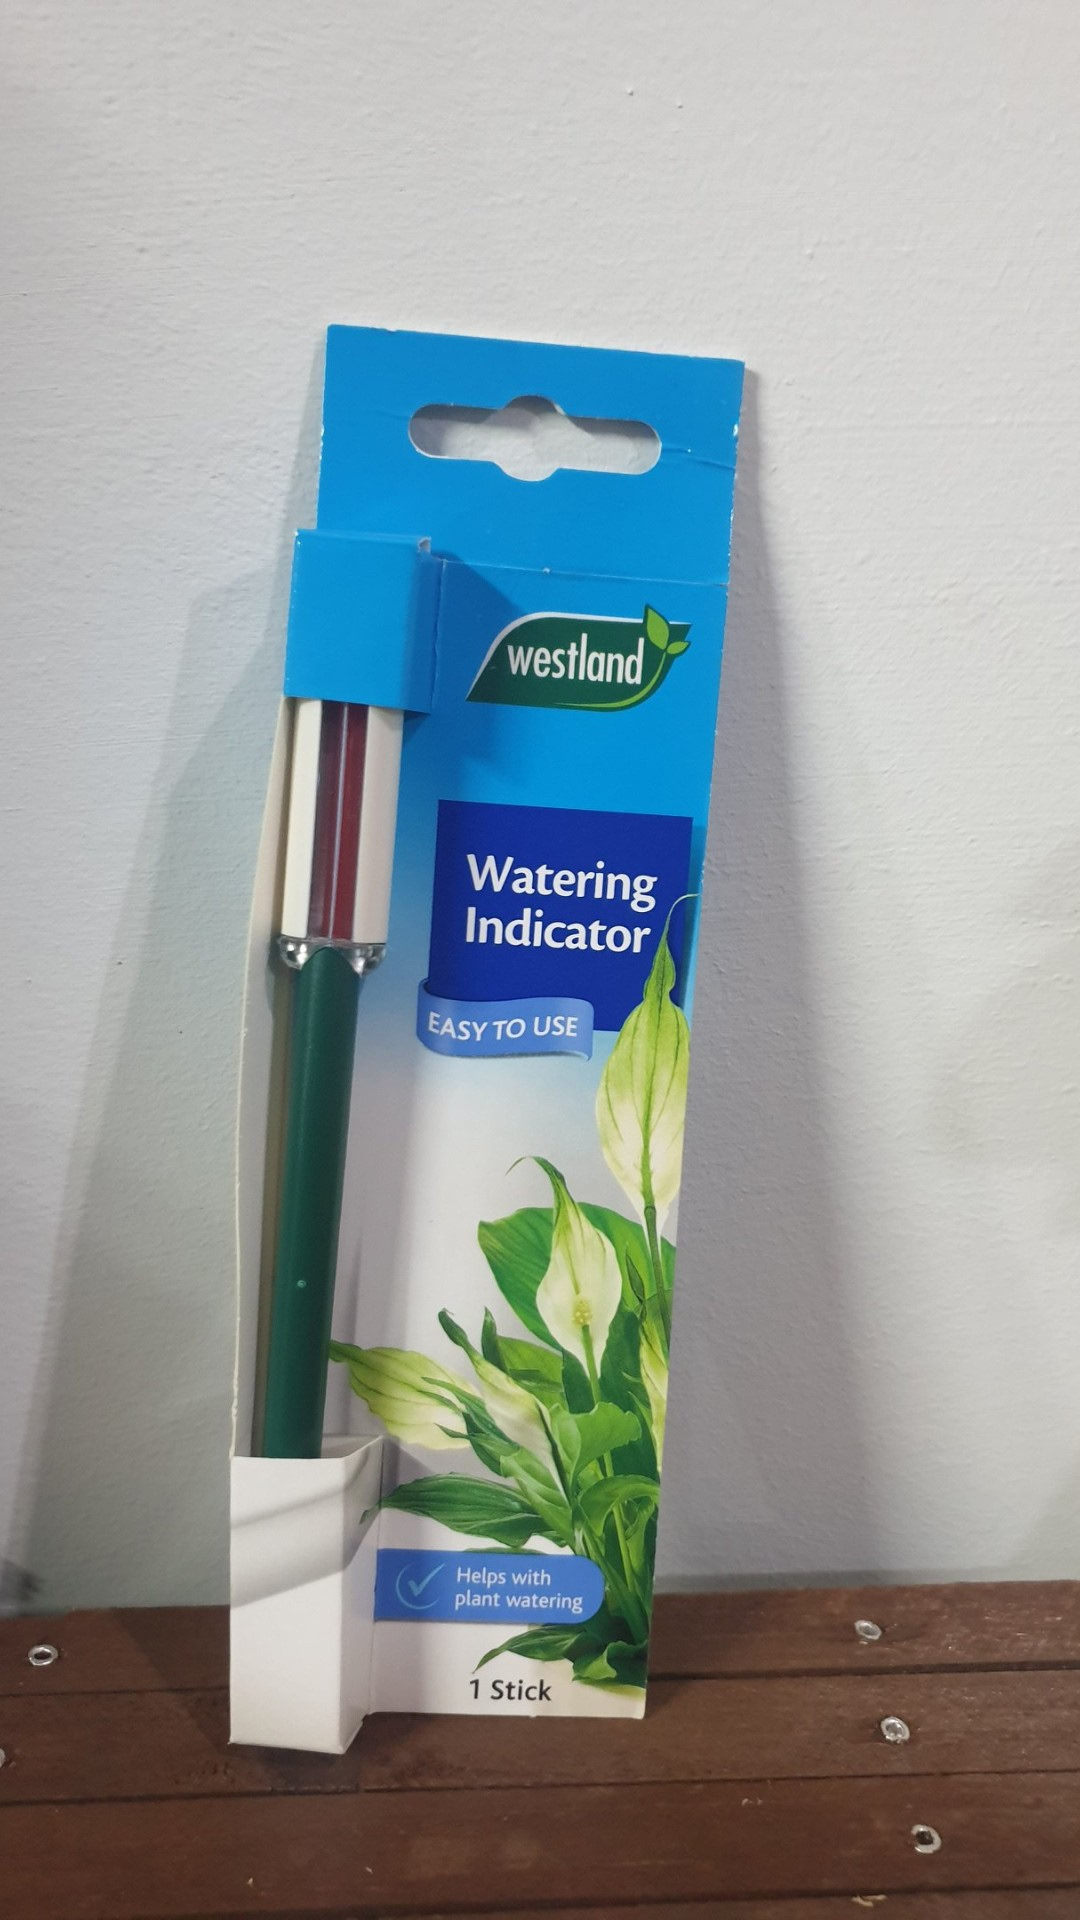 westland
Watering
Indicator
EASY TO USE
Helps with
plant watering
1 Stick